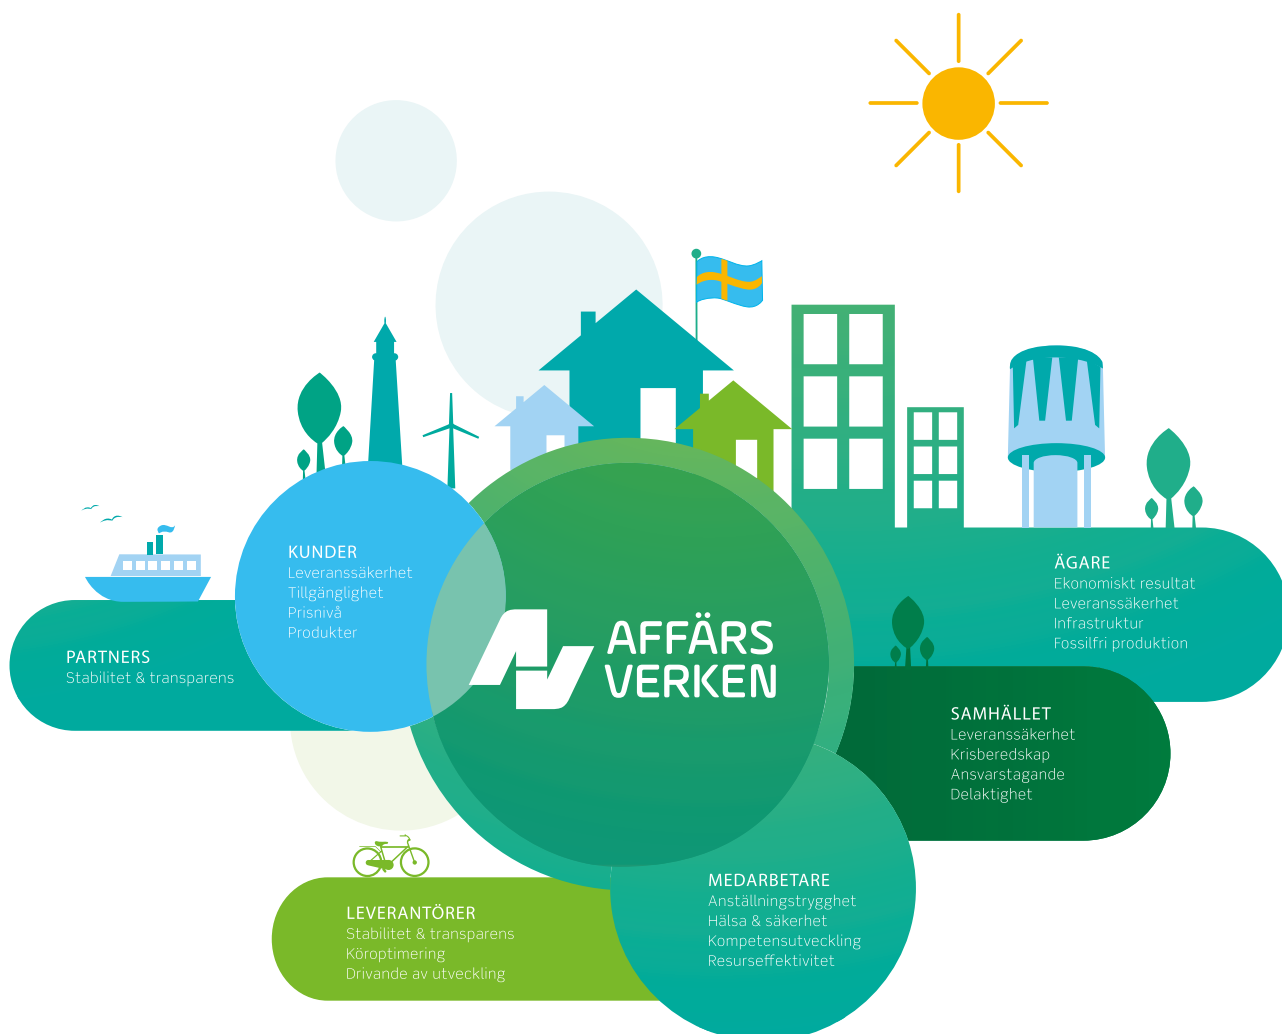 KUNDER
Leveranssäkerhet
Tillgänglighet
Prisnivå
Produkter
PARTNERS
Stabilitet & transparens
AFFÄRS
VERKEN
ÄGARE
Ekonomiskt resultat
Leveranssäkerhet
Infrastruktur
Fossilfri produktion
SAMHÄLLET
Leveranssäkerhet
Krisberedskap
Ansvarstagande
Delaktighet
MEDARBETARE
Anställningstrygghet
Hälsa & säkerhet
Kompetensutveckling
Resurseffektivitet
LEVERANTÖRER
Stabilitet & transparens
Köroptimering
Drivande av utveckling